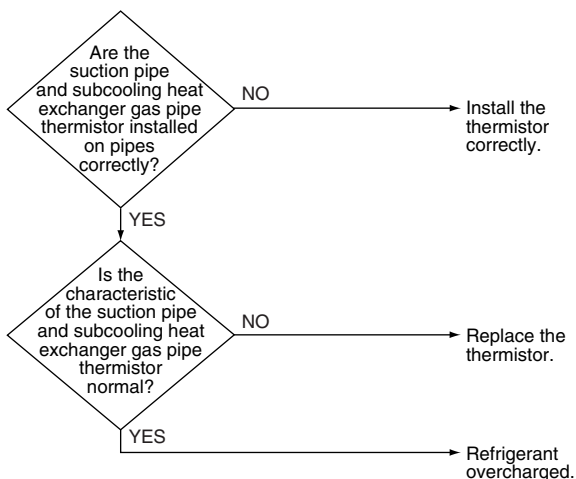 Are the
suction pipe
and subcooling heat
exchanger gas pipe
thermistor installed
on pipes
correctly?
NO
Install the
thermistor
correctly.
YES
Is the
characteristic
of the suction pipe
and subcooling heat
exchanger gas pipe
thermistor
normal?
NO
Replace the
thermistor.
YES
Refrigerant
overcharged.